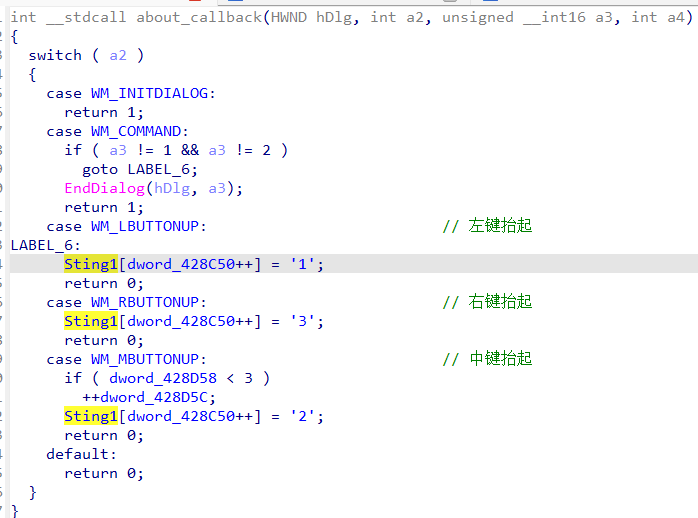 int __stdcall about_callback(HWND hDlg, int a2, unsigned __int16 a3, int a4)
{
  switch ( a2 )
  {
    case WM_INITDIALOG:
      return 1;
    case WM_COMMAND:
      if ( a3 != 1 && a3 != 2 )
        goto LABEL_6;
      EndDialog(hDlg, a3);
      return 1;
    case WM_LBUTTONUP:                          // 左键抬起
LABEL_6:
      Sting1[dword_428C50++] = '1';
      return 0;
    case WM_RBUTTONUP:                          // 右键抬起
      Sting1[dword_428C50++] = '3';
      return 0;
    case WM_MBUTTONUP:                          // 中键抬起
      if ( dword_428D58 < 3 )
        ++dword_428D5C;
      Sting1[dword_428C50++] = '2';
      return 0;
    default:
      return 0;
  }
}